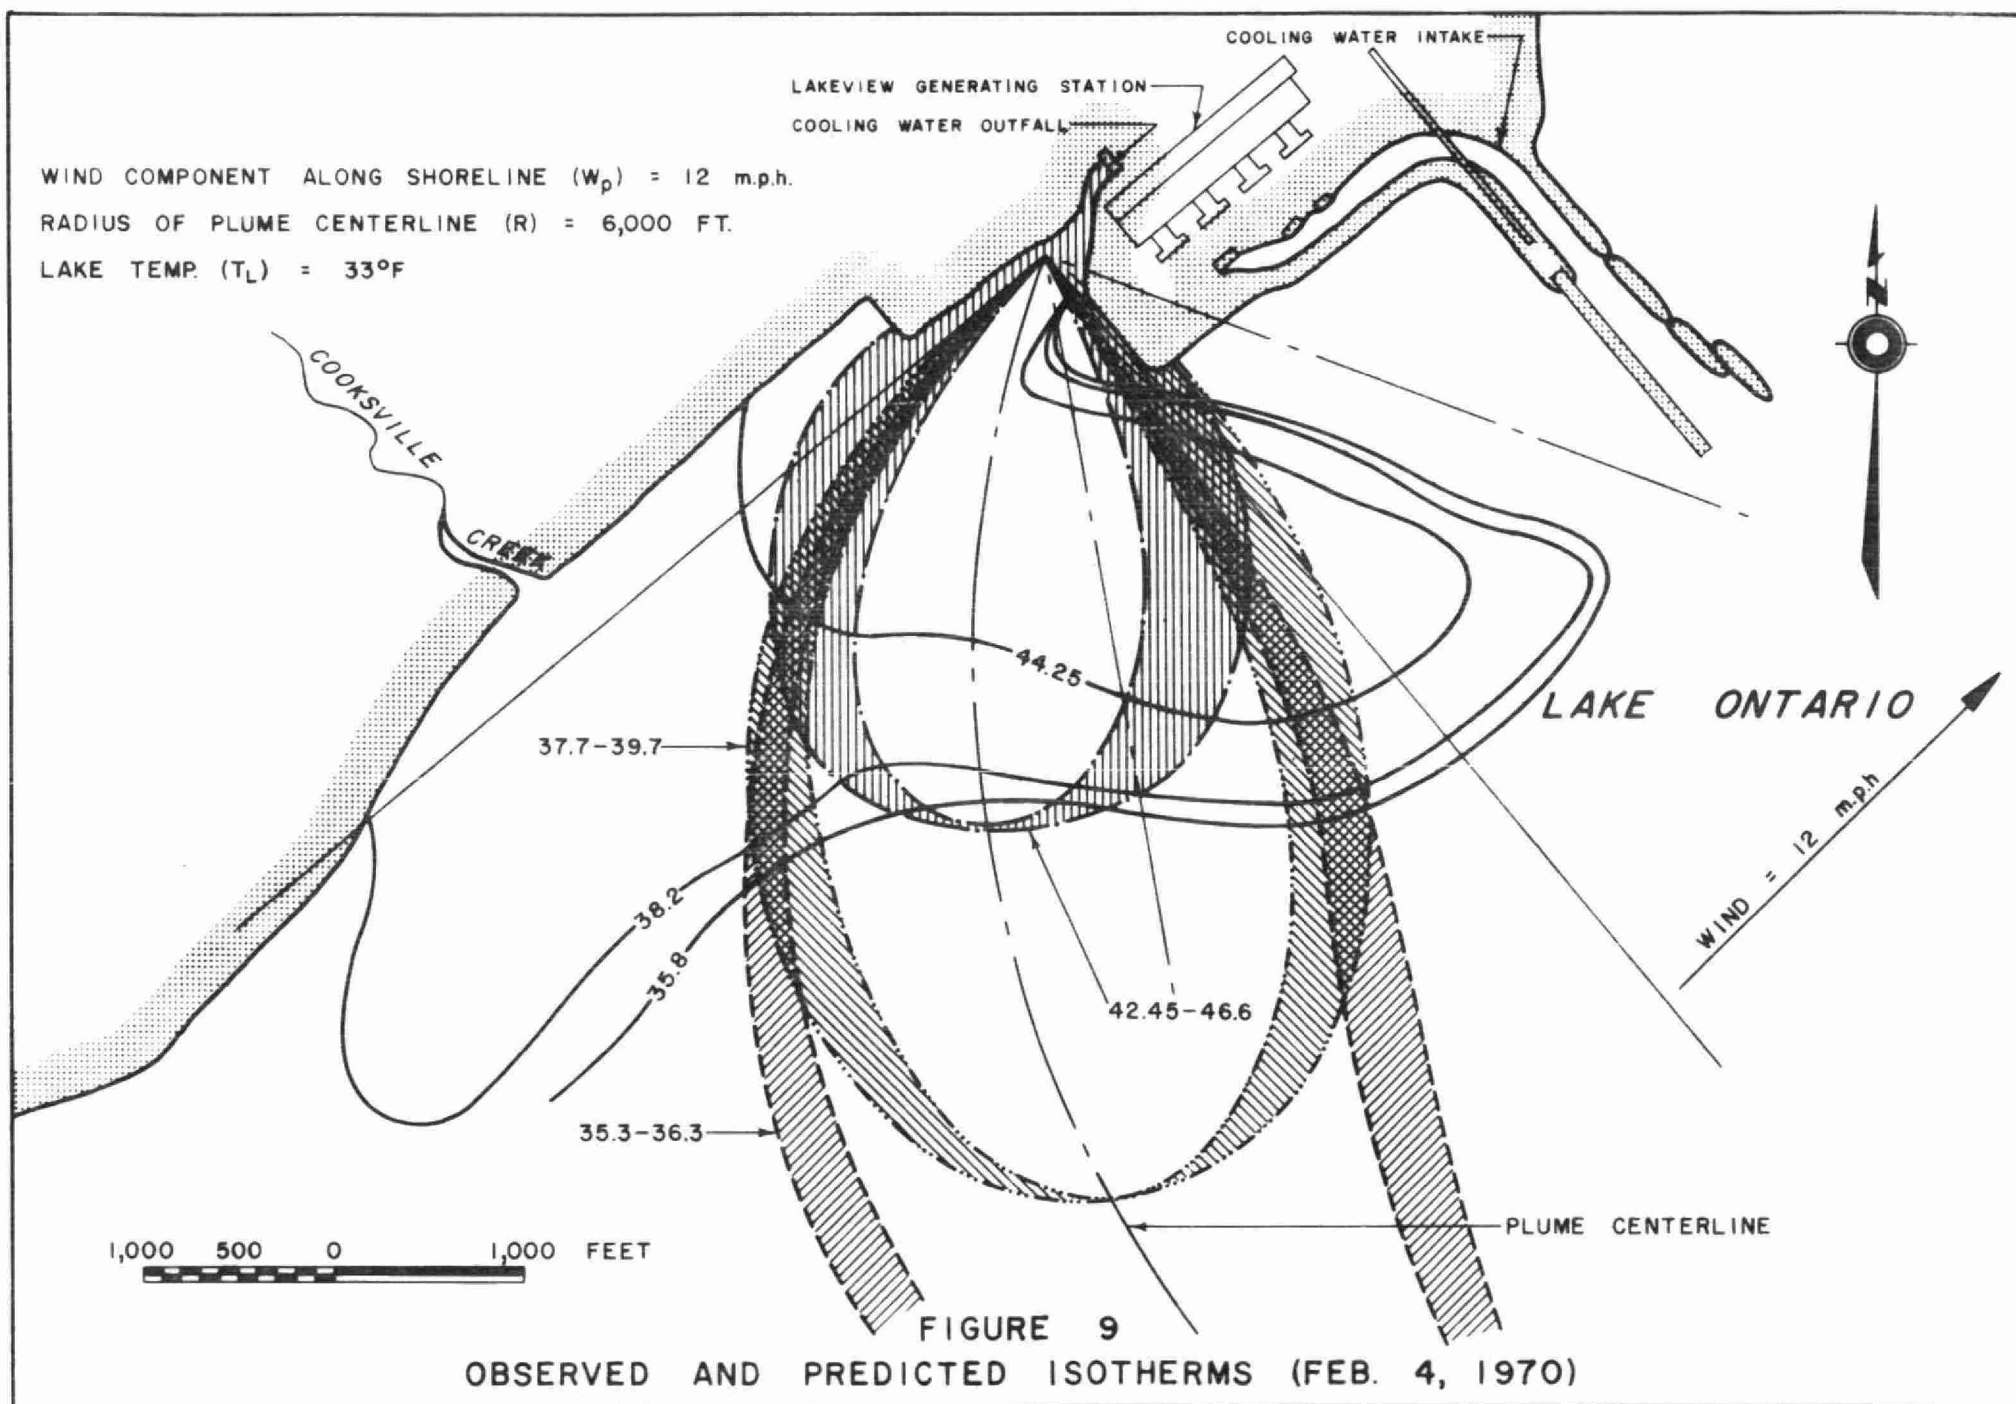 COOLING WATER INTAKE
LAKEVIEW GENERATING STATION
COOLING WATER OUTFALL
WIND COMPONENT ALONG SHORELINE (Wp) = 12 m.p.h.
RADIUS OF PLUME CENTERLINE (R) = 6,000 FT.
LAKE TEMP. (TL) = 33°F
N
COOKSVILLE
CREEK
44.25
LAKE ONTARIO
37.7-39.7
WIND = 12 m.p.h
38.2
35.8
42.45-46.6
35.3-36.3
PLUME CENTERLINE
1,000 500 0 1,000 FEET
FIGURE 9
OBSERVED AND PREDICTED ISOTHERMS (FEB. 4, 1970)